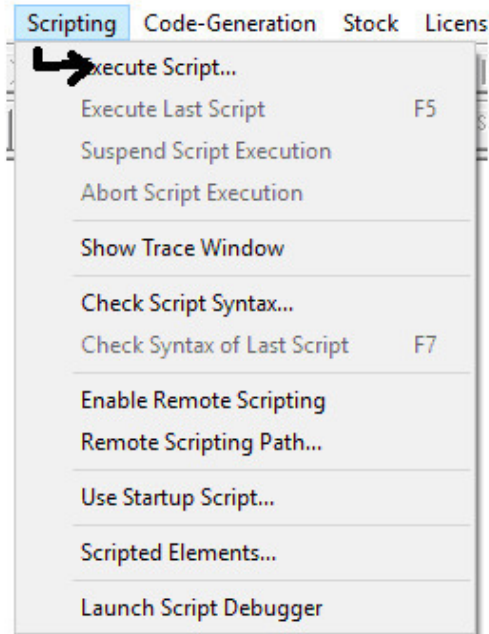 Scripting Code-Generation Stock Licens
Execute Script...
Execute Last Script F5
Suspend Script Execution
Abort Script Execution
Show Trace Window
Check Script Syntax...
Check Syntax of Last Script F7
Enable Remote Scripting
Remote Scripting Path...
Use Startup Script...
Scripted Elements...
Launch Script Debugger